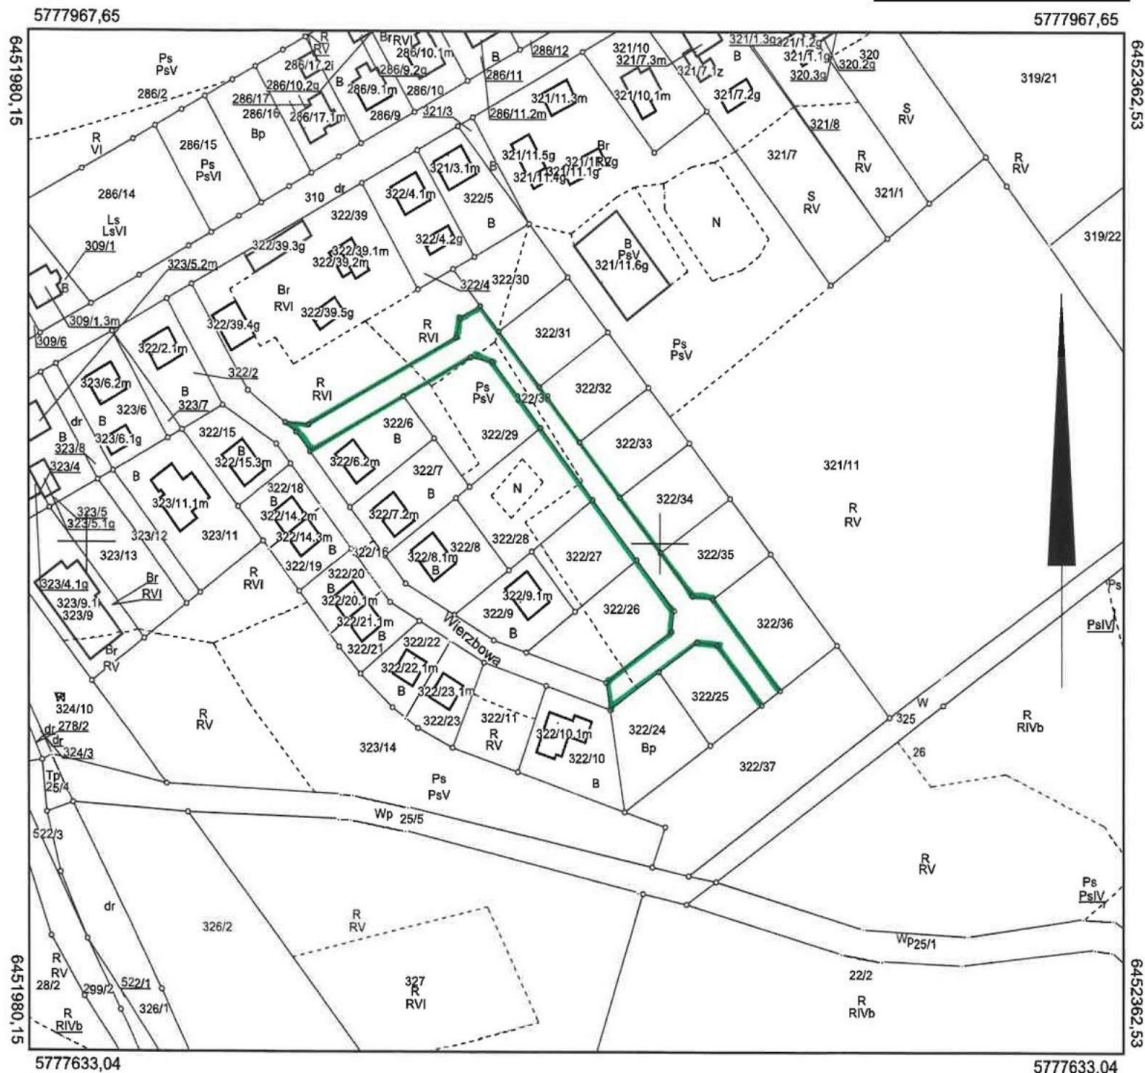 5777967,65
5777967,65
6451980,15
6452362,53
Ps
PsV
286/2
R
RV
286/17.2i
286/10.2g
B
Br
RVI
286/10.1m
286/9.2g
286/9.1m
286/10
286/9
286/17
286/16
Bp
286/17.1m
B
286/11
286/12
286/11.2m
321/10
321/7.3m
321/7.1z
321/10.1m
321/11.3m
B
321/7.2g
321/1.3g
321/1.2g
321/1.1g
320.3g
320
320.2g
319/21
S
RV
321/8
R
RV
321/1
R
RV
319/22
321/7
S
RV
R
VI
286/15
Ps
PsVI
286/14
Ls
LsVI
309/1
310
dr
321/3
321/3.1m
B
322/5
B
322/4.1m
322/4.2g
322/4
322/39
322/39.3g
322/39.1m
322/39.2m
Br
RVI
322/39.5g
322/39.4g
321/11.5g
321/11.4g
321/11.1g
Br
N
B
PsV
321/11.6g
323/5.2m
B
309/1.3m
309/6
322/2.1m
322/2
B
323/7
323/6.2m
323/6
B
323/6.1g
dr
B
323/8
323/4
322/30
R
RVI
R
RVI
322/31
322/32
322/33
322/34
322/35
322/36
Ps
PsV
321/11
R
RV
Ps
PsV
322/38
322/29
N
322/28
322/27
322/26
322/6
B
322/6.2m
322/7
B
322/7.2m
322/8
322/8.1m
B
322/9
322/9.1m
B
322/15
B
322/15.3m
322/18
B
322/14.2m
322/14.3m
B
322/16
322/19
322/20
B
322/20.1m
322/21.1m
B
322/21
322/22
322/22.1m
B
322/23.1m
322/23
322/11
R
RV
322/10.1m
322/10
B
Wierzbowa
B
323/11.1m
323/11
323/12
323/5
323/5.1g
323/13
323/4.1g
323/9.1
323/9
Br
RVI
Br
RV
R
RVI
322/24
Bp
322/25
322/37
Ps
PsIV
W
325
26
R
RIVb
324/10
278/2
dr
dr
324/3
Tp
25/4
R
RV
323/14
Ps
PsV
Wp
25/5
522/3
dr
326/2
R
RV
327
R
RVI
R
RV
Ps
PsIV
Wp25/1
22/2
R
RIVb
R
RV
28/2
299/2
522/1
326/1
R
RIVb
6451980,15
6452362,53
5777633,04
5777633,04